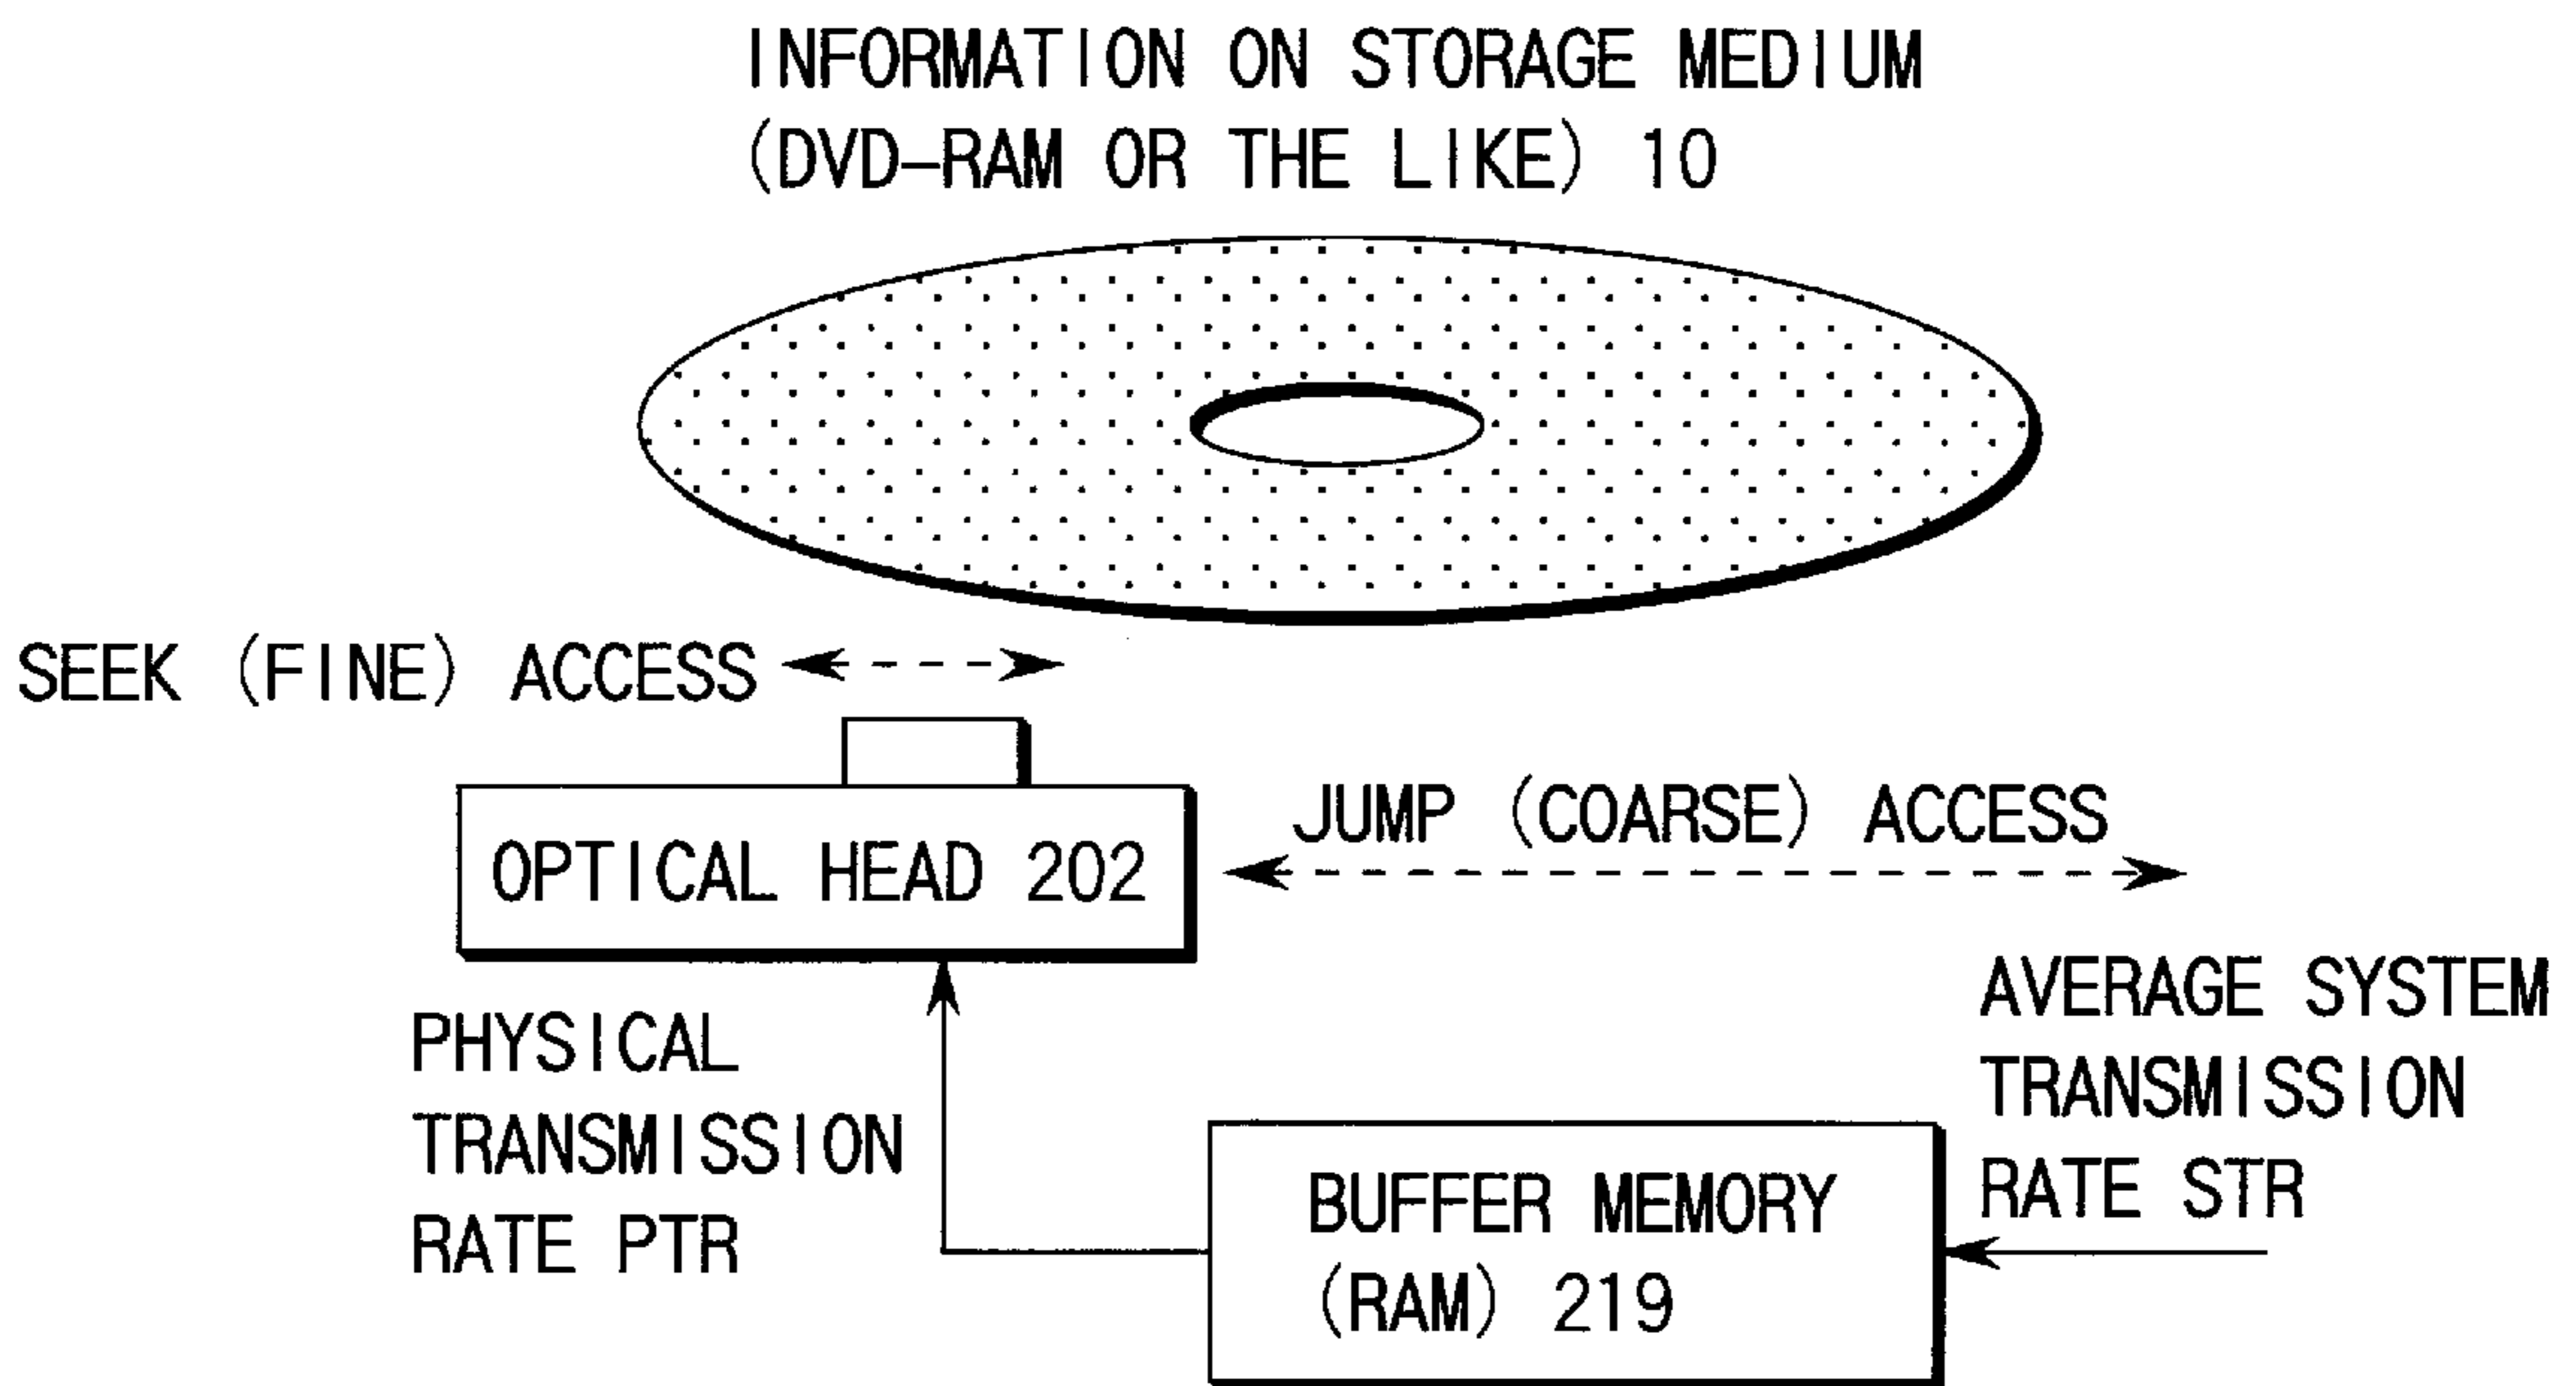 INFORMATION ON STORAGE MEDIUM
(DVD-RAM OR THE LIKE) 10
SEEK (FINE) ACCESS
JUMP (COARSE) ACCESS
OPTICAL HEAD 202
PHYSICAL
TRANSMISSION
RATE PTR
AVERAGE SYSTEM
TRANSMISSION
RATE STR
BUFFER MEMORY
(RAM) 219